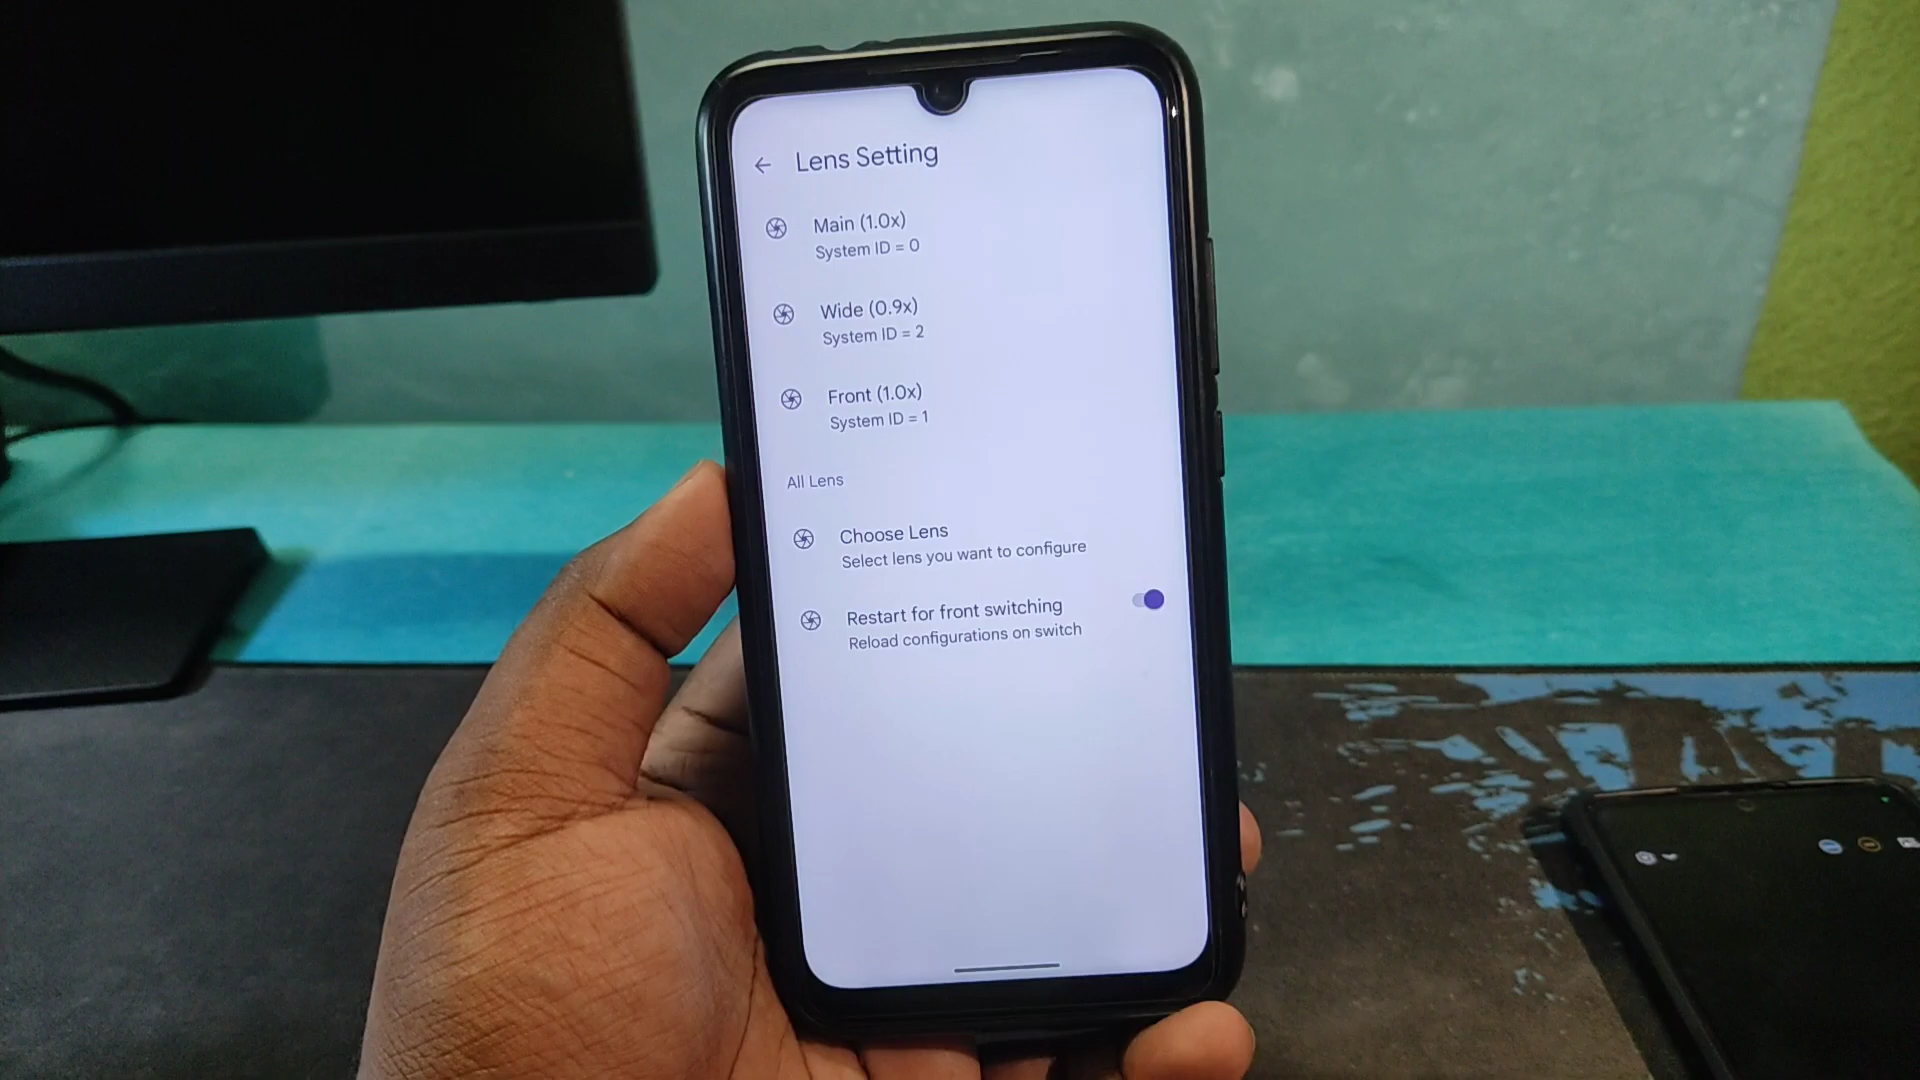 Lens Setting
Main (1.0x)
System ID = 0
Wide (0.9x)
System ID = 2
Front (1.0x)
System ID = 1
All Lens
Choose Lens
Select lens you want to configure
Restart for front switching
Reload configurations on switch